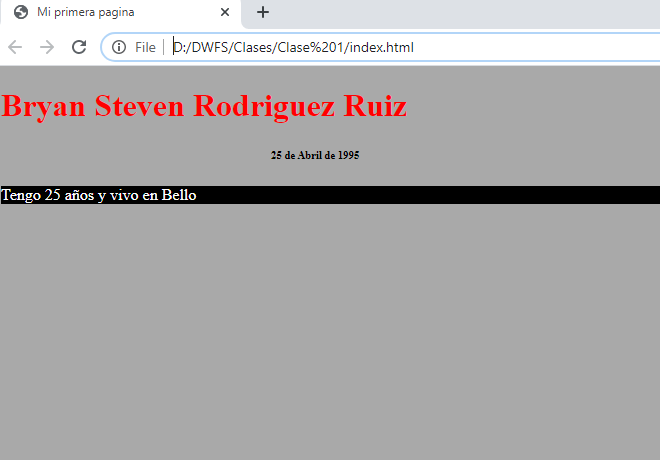 Mi primera pagina
File
D:/DWFS/Clases/Clase%201/index.html
Bryan Steven Rodriguez Ruiz
25 de Abril de 1995
Tengo 25 años y vivo en Bello